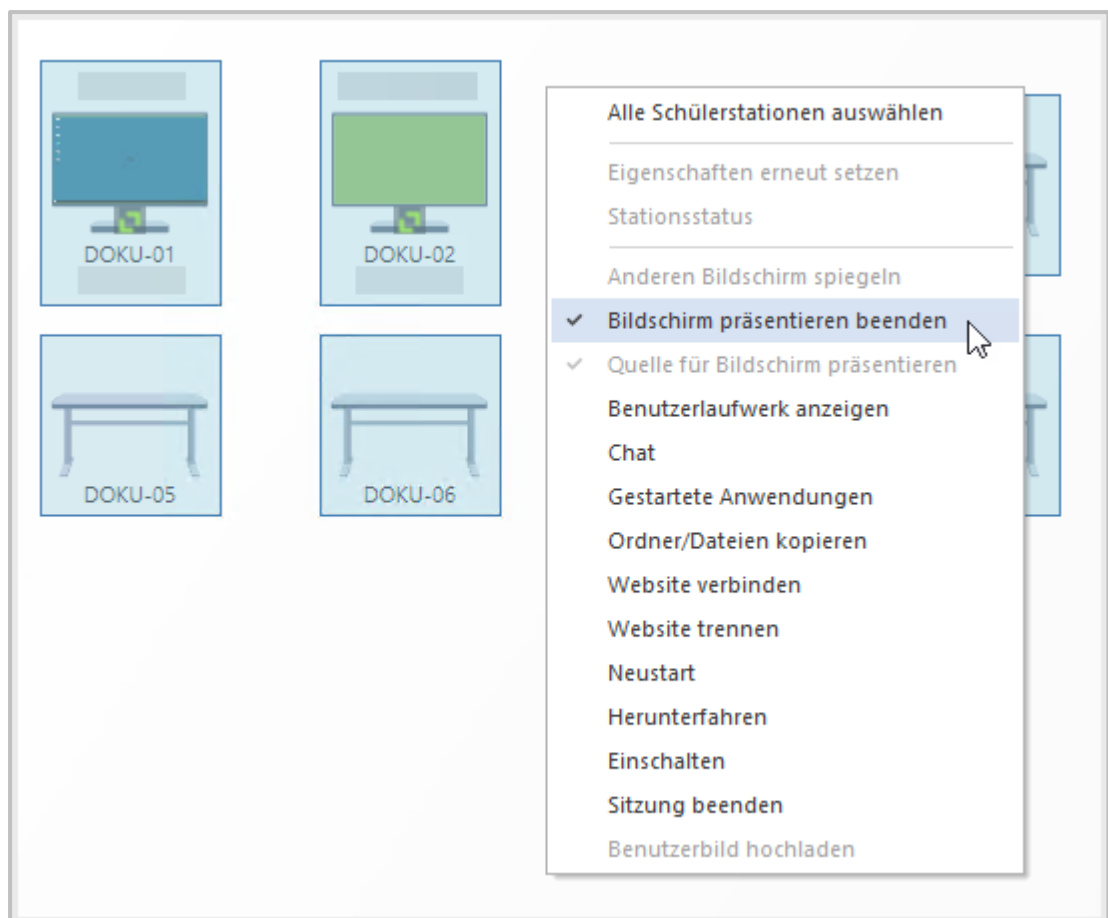 DOKU-01
DOKU-02
DOKU-05
DOKU-06
Alle Schülerstationen auswählen
Eigenschaften erneut setzen
Stationsstatus
Anderen Bildschirm spiegeln
Bildschirm präsentieren beenden
Quelle für Bildschirm präsentieren
Benutzerlaufwerk anzeigen
Chat
Gestartete Anwendungen
Ordner/Dateien kopieren
Website verbinden
Website trennen
Neustart
Herunterfahren
Einschalten
Sitzung beenden
Benutzerbild hochladen